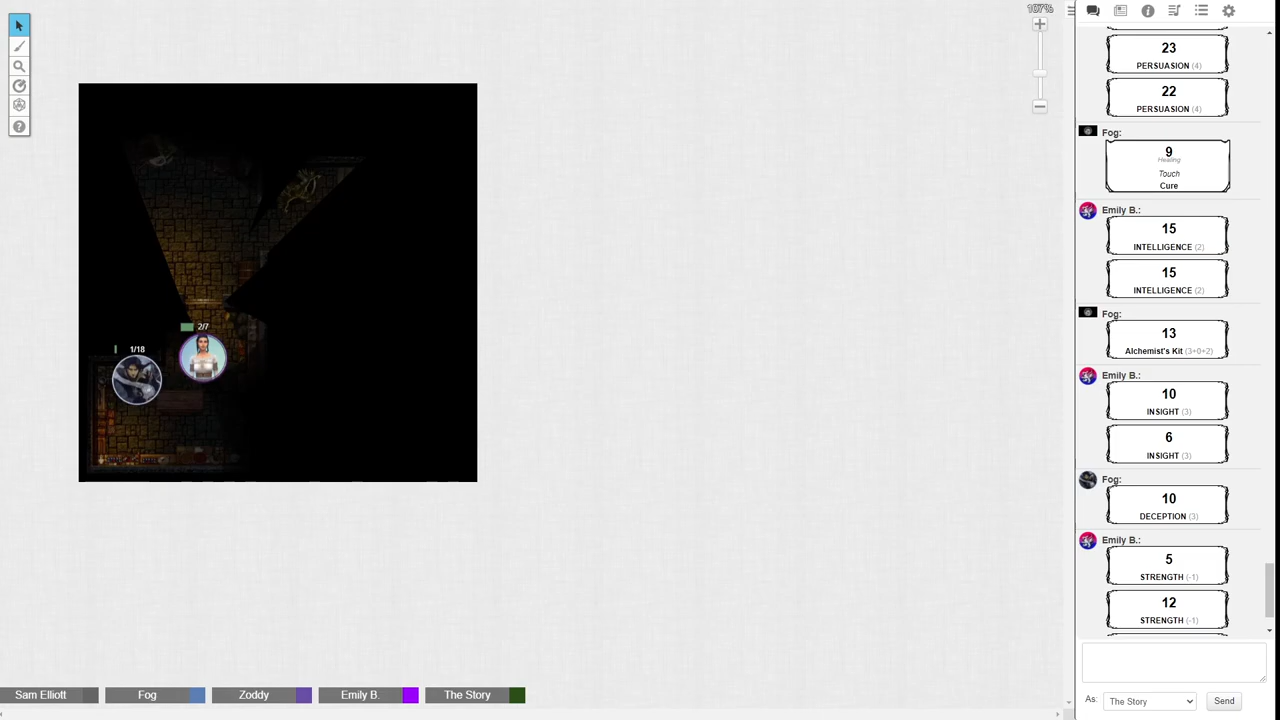 107%
23
PERSUASION (4)
22
PERSUASION (4)
Fog:
9
Healing
Touch
Cure
Emily B.:
15
INTELLIGENCE (2)
15
INTELLIGENCE (2)
Fog:
13
Alchemist's Kit (3+0+2)
Emily B.:
10
INSIGHT (3)
6
INSIGHT (3)
Fog:
10
DECEPTION (3)
Emily B.:
5
STRENGTH (-1)
12
STRENGTH (-1)
2/7
1/18
As: The Story Send
Sam Elliott Fog Zoddy Emily B. The Story